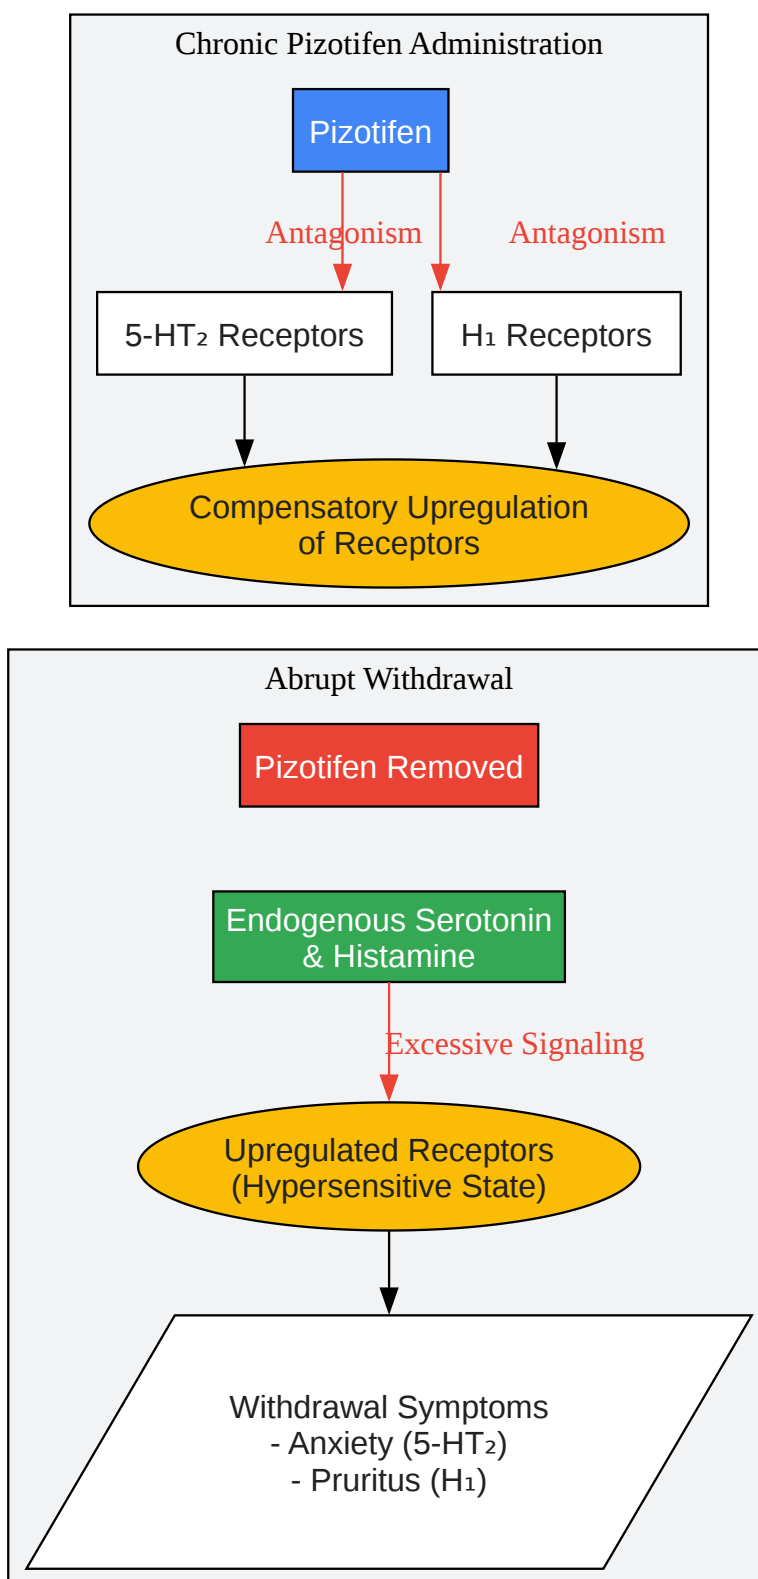 Chronic Pizotifen Administration
Pizotifen
Antagonism
Antagonism
5-HT₂ Receptors
H₁ Receptors
Compensatory Upregulation
of Receptors
Abrupt Withdrawal
Pizotifen Removed
Endogenous Serotonin
& Histamine
Excessive Signaling
Upregulated Receptors
(Hypersensitive State)
Withdrawal Symptoms
- Anxiety (5-HT₂)
- Pruritus (H₁)